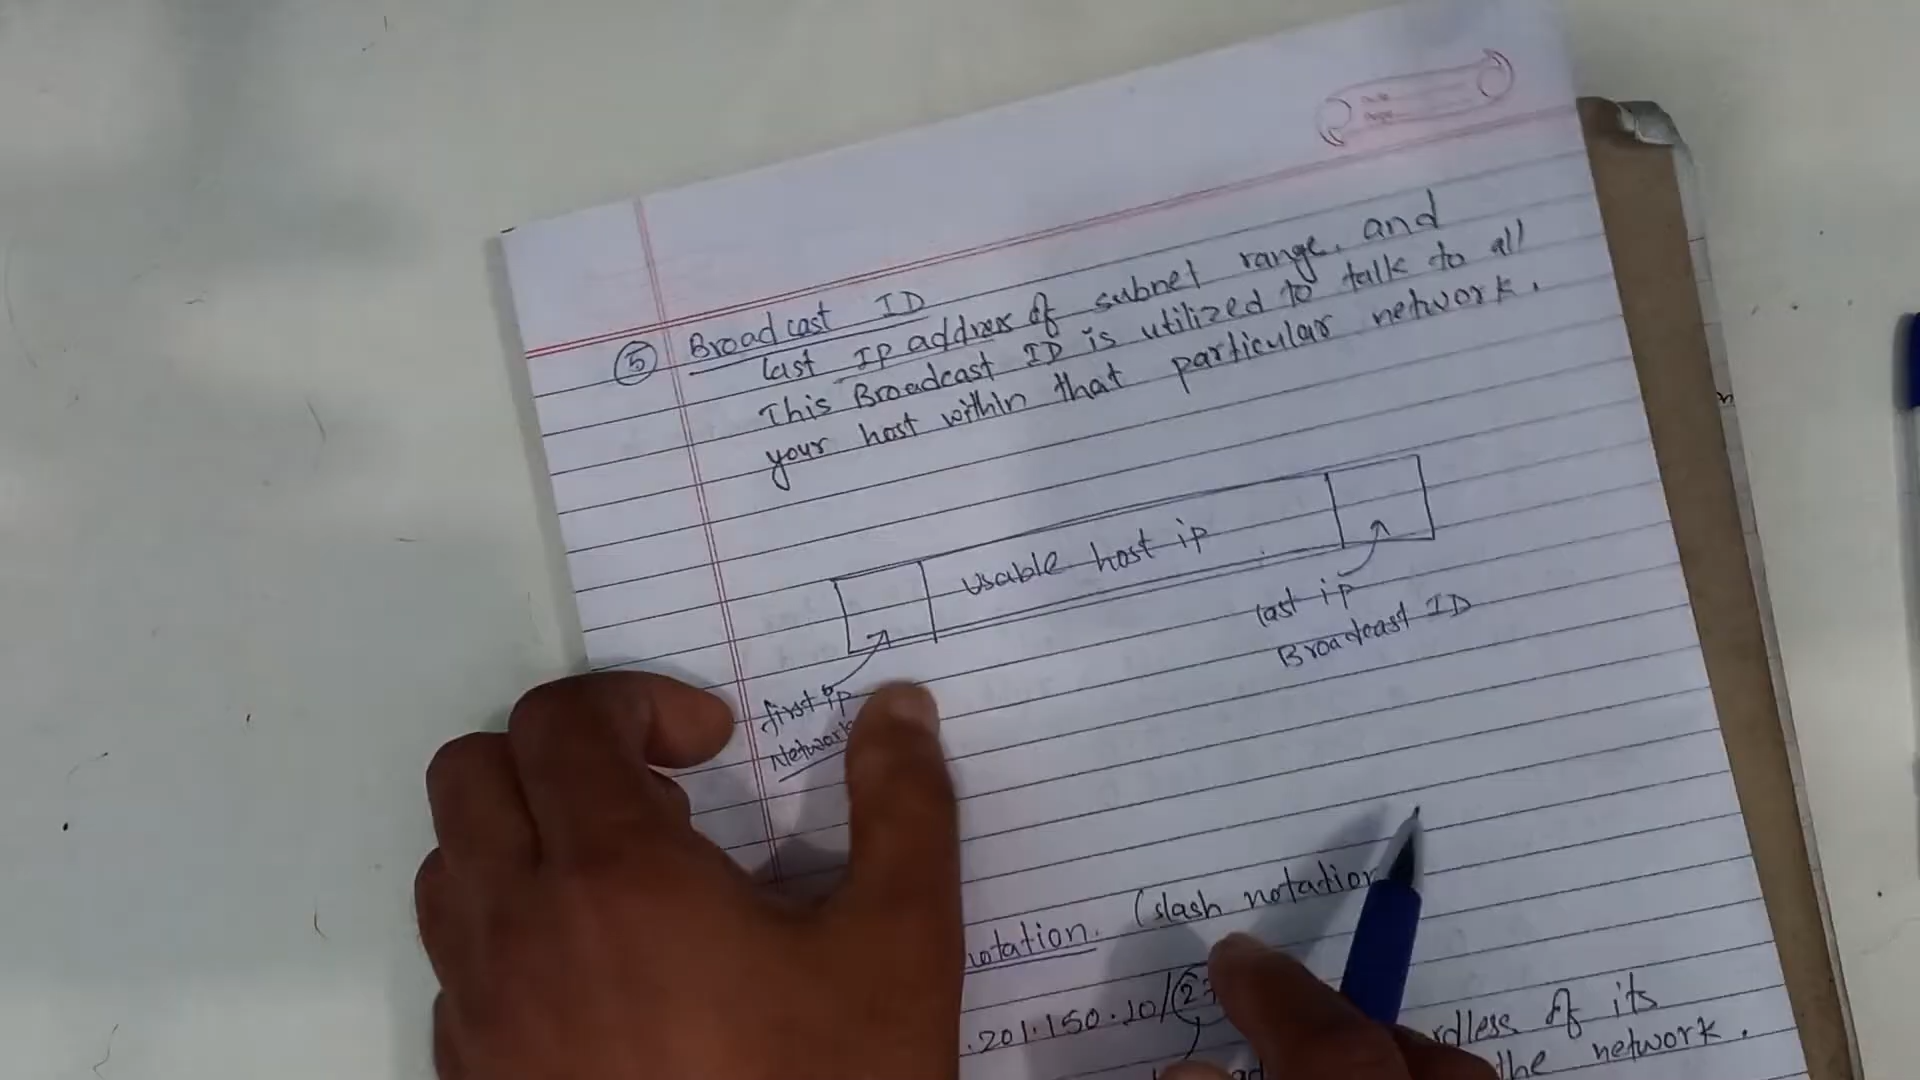 ⑤ Broadcast ID
last IP address of subnet range. and
This Broadcast ID is utilized to talk to all
your host within that particular network.
usable host ip
last ip
Broadcast ID
first ip
Network
notation. (slash notation
.201.150.10/2
its
the network.